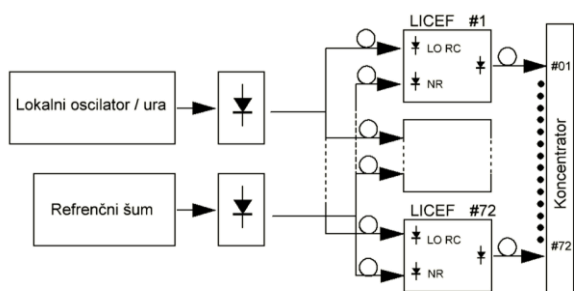 LICEF #1
LO RC
NR
#01
Lokalni oscilator / ura
Koncentrator
Refrenčni šum
LICEF #72
LO RC
NR
#72